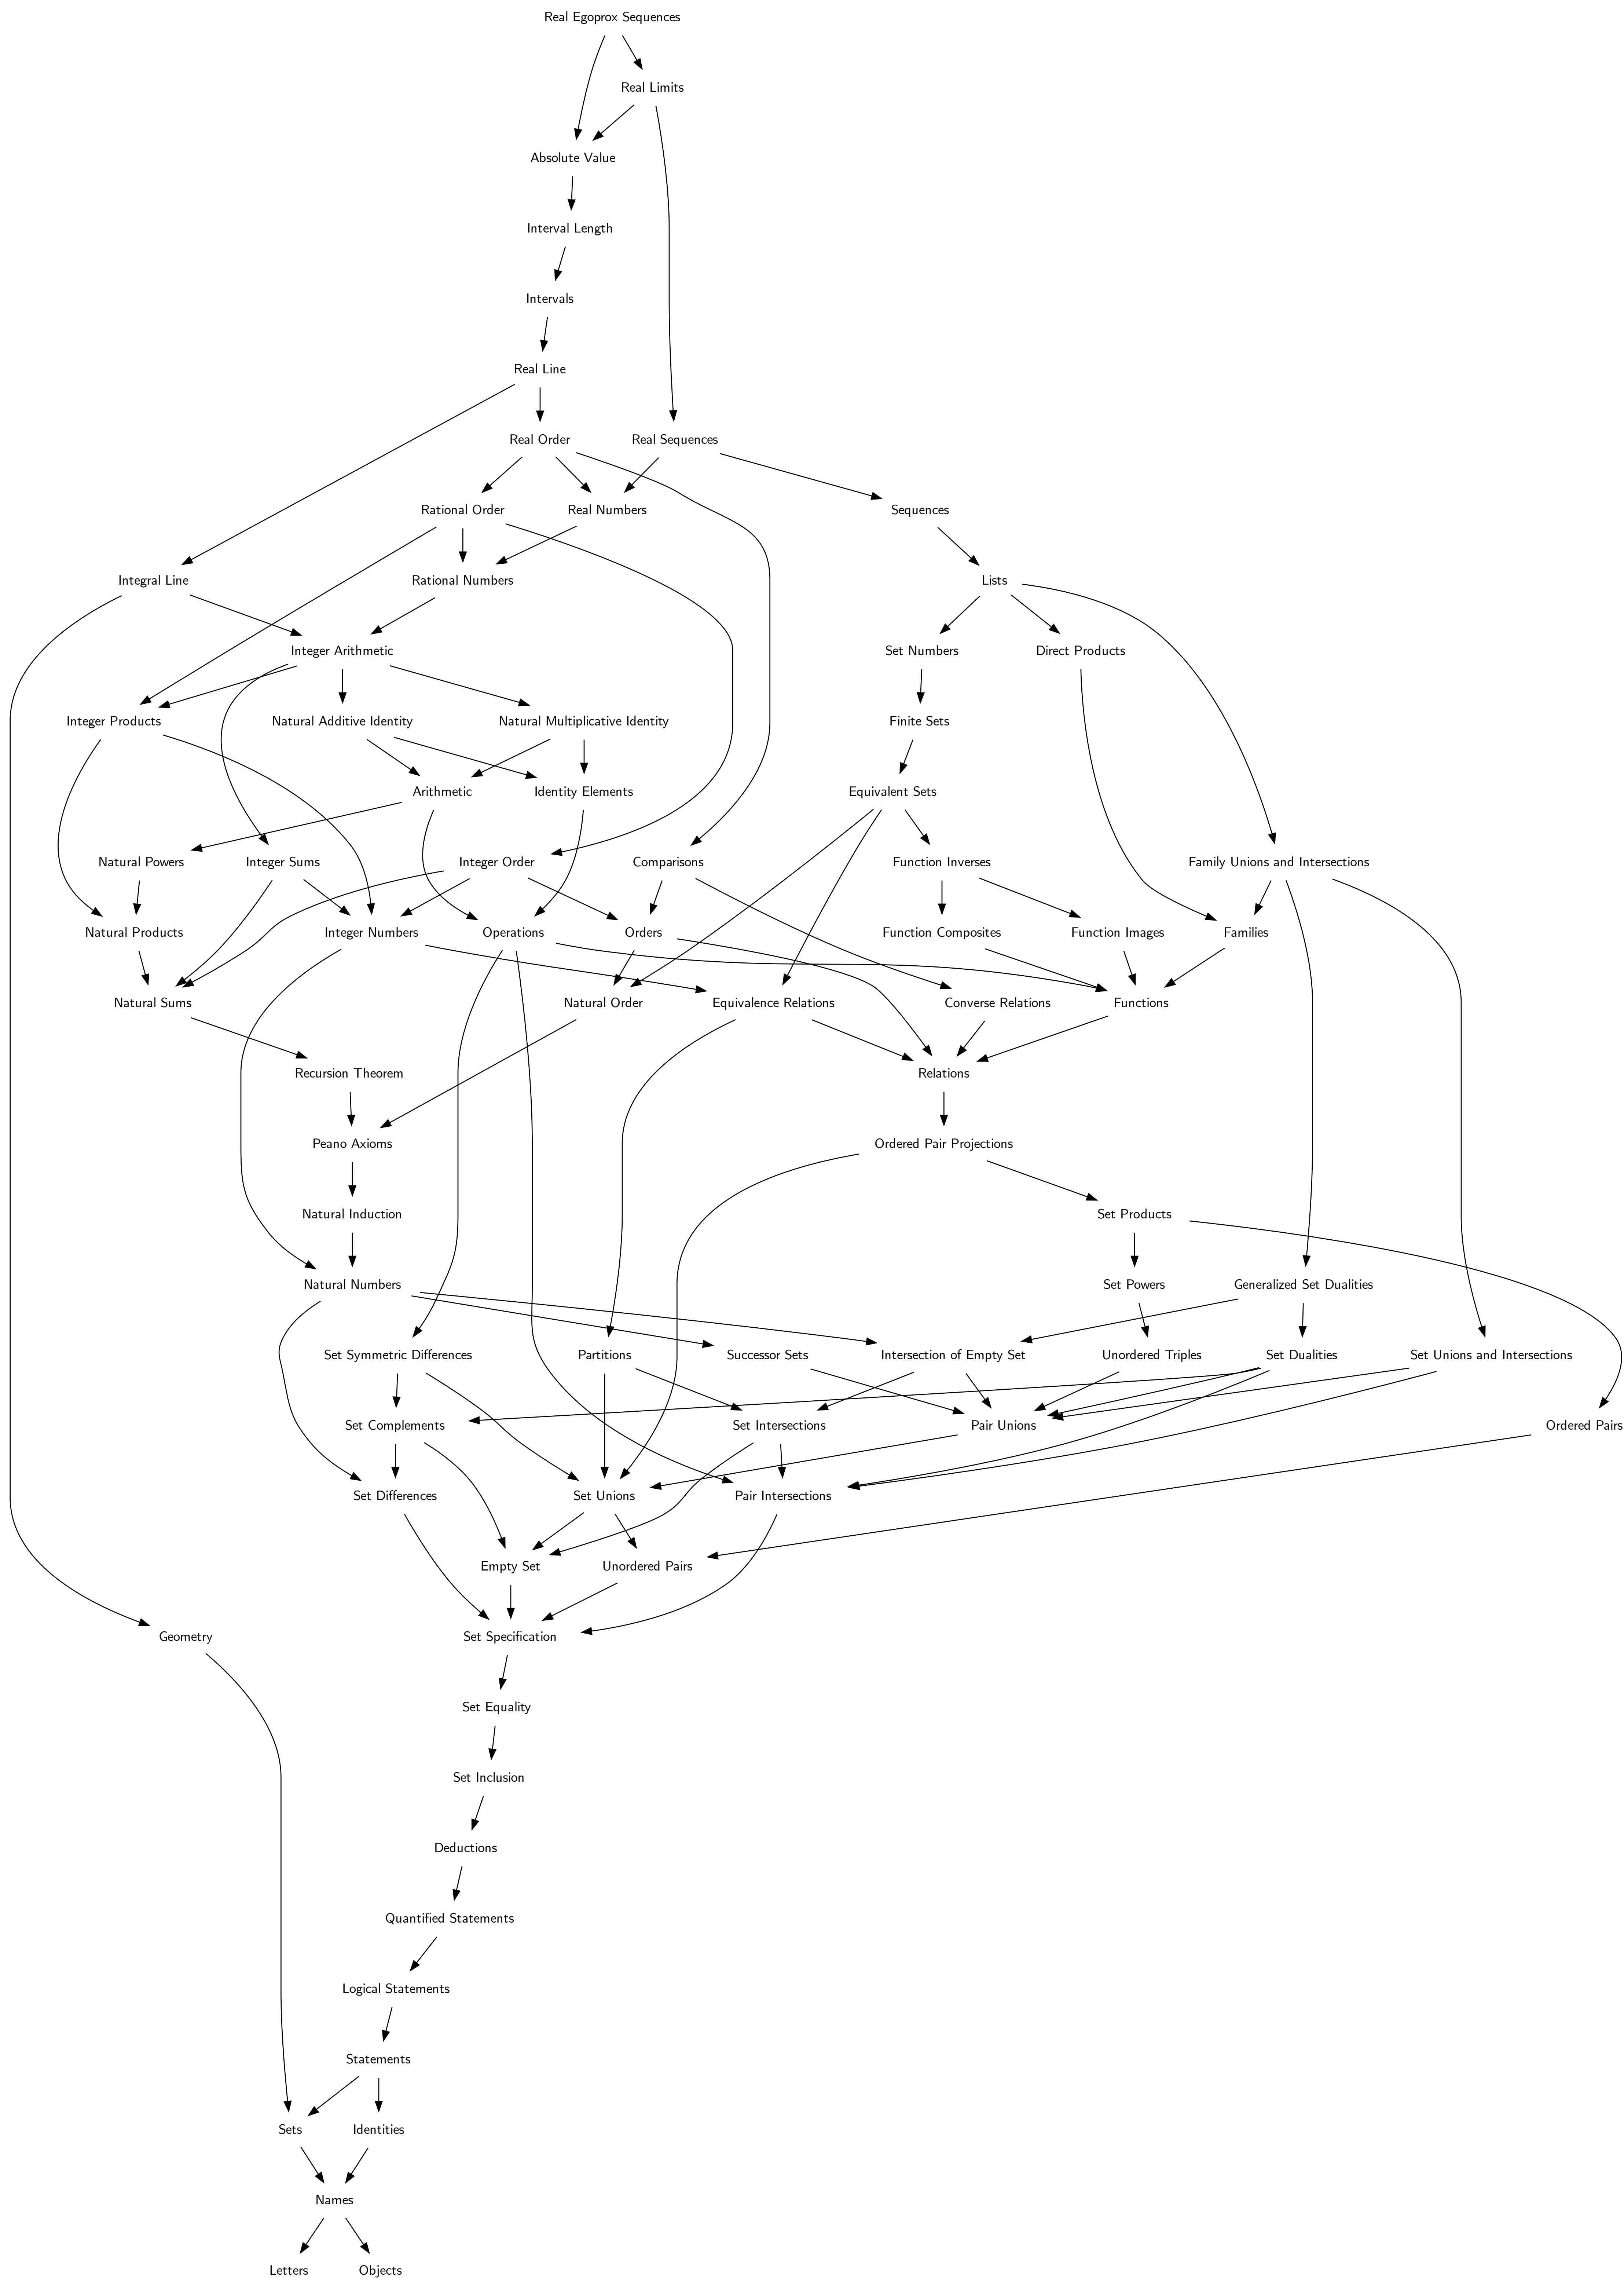 Real Egoprox Sequences
Real Limits
Absolute Value
Interval Length
Intervals
Real Line
Real Order
Real Sequences
Rational Order
Real Numbers
Sequences
Integral Line
Rational Numbers
Lists
Integer Arithmetic
Set Numbers
Direct Products
Integer Products
Natural Additive Identity
Natural Multiplicative Identity
Finite Sets
Arithmetic
Identity Elements
Equivalent Sets
Natural Powers
Integer Sums
Integer Order
Comparisons
Function Inverses
Family Unions and Intersections
Natural Products
Integer Numbers
Operations
Orders
Function Composites
Function Images
Families
Natural Sums
Natural Order
Equivalence Relations
Converse Relations
Functions
Recursion Theorem
Relations
Peano Axioms
Ordered Pair Projections
Natural Induction
Set Products
Natural Numbers
Set Powers
Generalized Set Dualities
Set Symmetric Differences
Partitions
Successor Sets
Intersection of Empty Set
Unordered Triples
Set Dualities
Set Unions and Intersections
Set Complements
Set Intersections
Pair Unions
Ordered Pairs
Set Differences
Set Unions
Pair Intersections
Empty Set
Unordered Pairs
Geometry
Set Specification
Set Equality
Set Inclusion
Deductions
Quantified Statements
Logical Statements
Statements
Sets
Identities
Names
Letters
Objects